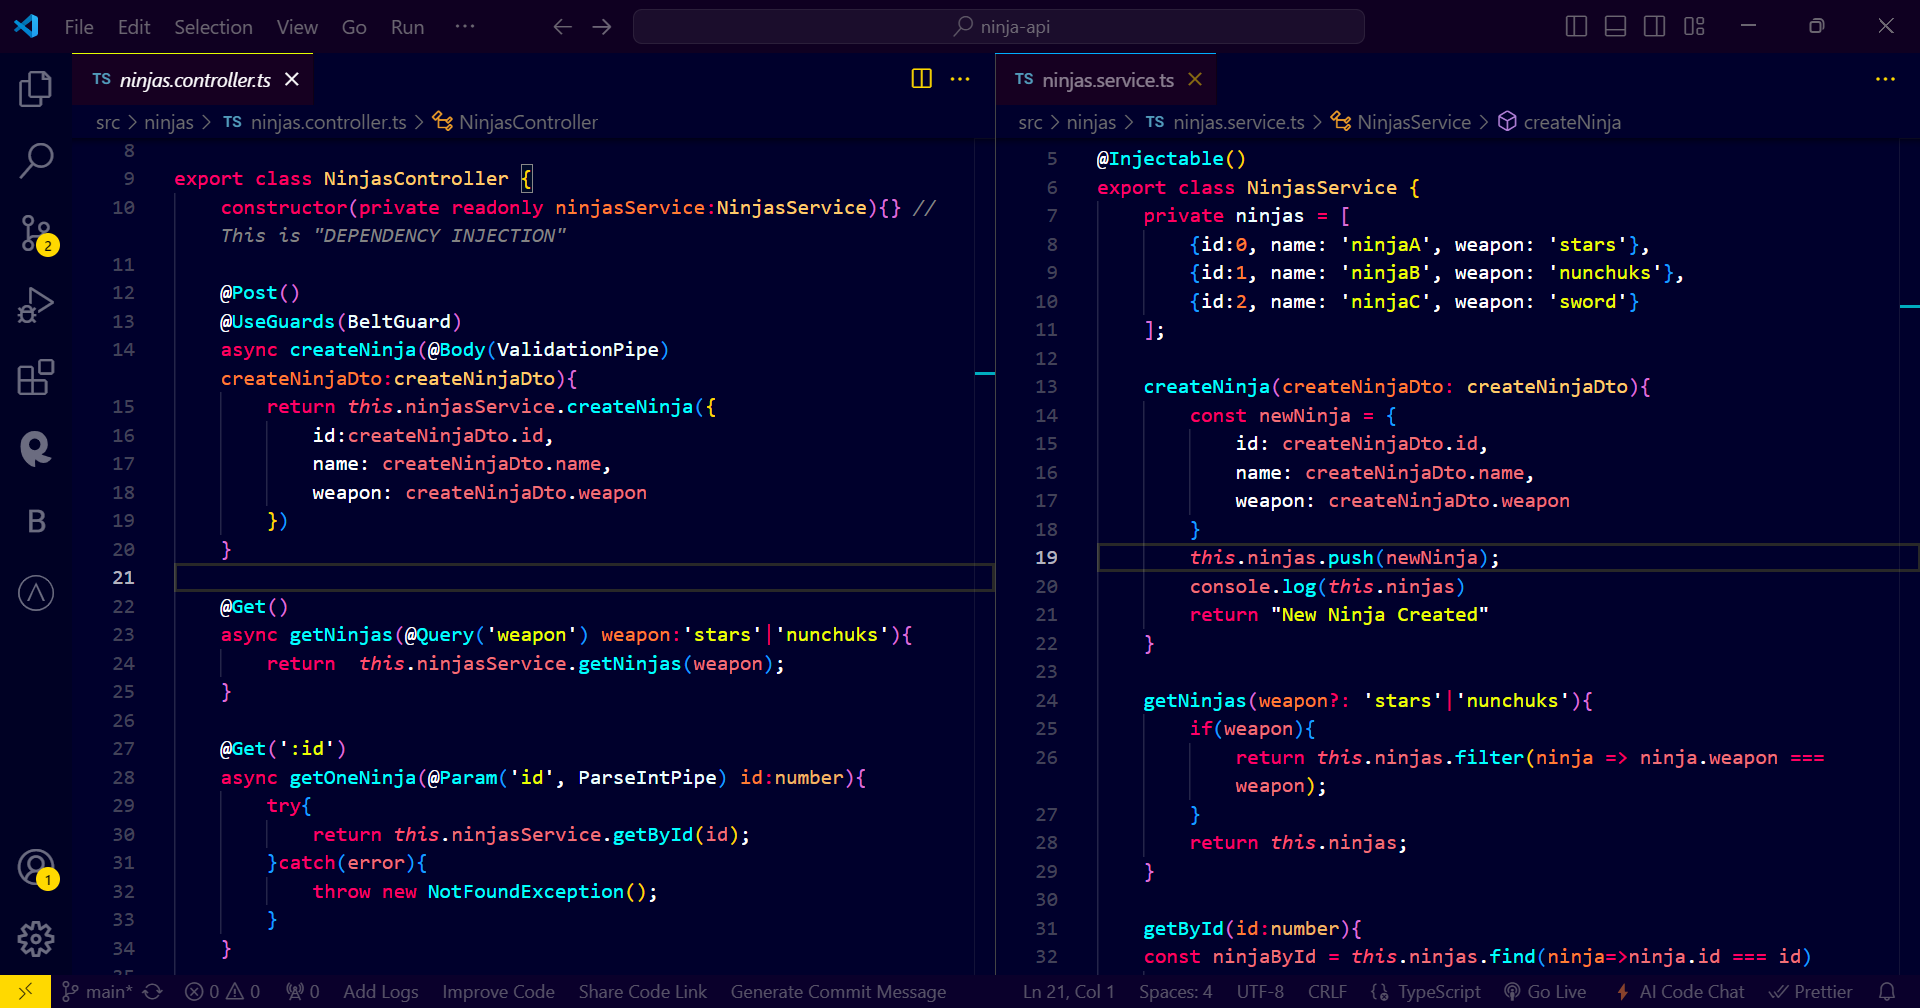 File Edit Selection View Go Run ··· ninja-api
TS ninjas.controller.ts
src > ninjas > TS ninjas.controller.ts > NinjasController
8
9 export class NinjasController {
10 constructor(private readonly ninjasService:NinjasService){} //
This is "DEPENDENCY INJECTION"
11
12 @Post()
13 @UseGuards(BeltGuard)
14 async createNinja(@Body(ValidationPipe)
createNinjaDto:createNinjaDto){
15 return this.ninjasService.createNinja({
16 id:createNinjaDto.id,
17 name: createNinjaDto.name,
18 weapon: createNinjaDto.weapon
19 })
20 }
21
22 @Get()
23 async getNinjas(@Query('weapon') weapon:'stars'|'nunchuks'){
24 return  this.ninjasService.getNinjas(weapon);
25 }
26
27 @Get(':id')
28 async getOneNinja(@Param('id', ParseIntPipe) id:number){
29 try{
30 return this.ninjasService.getById(id);
31 }catch(error){
32 throw new NotFoundException();
33 }
34 }
TS ninjas.service.ts
src > ninjas > TS ninjas.service.ts > NinjasService > createNinja
5 @Injectable()
6 export class NinjasService {
7 private ninjas = [
8 {id:0, name: 'ninjaA', weapon: 'stars'},
9 {id:1, name: 'ninjaB', weapon: 'nunchuks'},
10 {id:2, name: 'ninjaC', weapon: 'sword'}
11 ];
12
13 createNinja(createNinjaDto: createNinjaDto){
14 const newNinja = {
15 id: createNinjaDto.id,
16 name: createNinjaDto.name,
17 weapon: createNinjaDto.weapon
18 }
19 this.ninjas.push(newNinja);
20 console.log(this.ninjas)
21 return "New Ninja Created"
22 }
23
24 getNinjas(weapon?: 'stars'|'nunchuks'){
25 if(weapon){
26 return this.ninjas.filter(ninja => ninja.weapon ===
weapon);
27 }
28 return this.ninjas;
29 }
30
31 getById(id:number){
32 const ninjaById = this.ninjas.find(ninja=>ninja.id === id)
2
B
1
main* 0 0 0 Add Logs Improve Code Share Code Link Generate Commit Message Ln 21, Col 1 Spaces: 4 UTF-8 CRLF {} TypeScript Go Live AI Code Chat Prettier